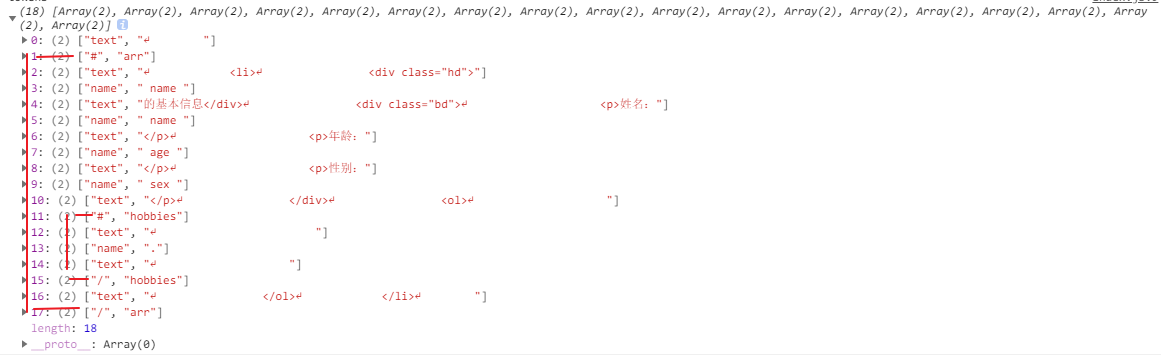 (18) [Array(2), Array(2), Array(2), Array(2), Array(2), Array(2), Array(2), Array(2), Array(2), Array(2), Array(2), Array(2), Array(2), Array(2), Array(2), Array(2), Array(2), Array(2)]
0: (2) ["text", "↵        "]
1: (2) ["#", "arr"]
2: (2) ["text", "↵            <li>↵                <div class="hd">"]
3: (2) ["name", " name "]
4: (2) ["text", "的基本信息</div>↵                <div class="bd">↵                    <p>姓名："]
5: (2) ["name", " name "]
6: (2) ["text", "</p>↵                    <p>年龄："]
7: (2) ["name", " age "]
8: (2) ["text", "</p>↵                    <p>性别："]
9: (2) ["name", " sex "]
10: (2) ["text", "</p>↵                </div>↵                <ol>↵                    "]
11: (2) ["#", "hobbies"]
12: (2) ["text", "↵                        "]
13: (2) ["name", "."]
14: (2) ["text", "↵                    "]
15: (2) ["/", "hobbies"]
16: (2) ["text", "↵                </ol>↵            </li>↵        "]
17: (2) ["/", "arr"]
length: 18
__proto__: Array(0)